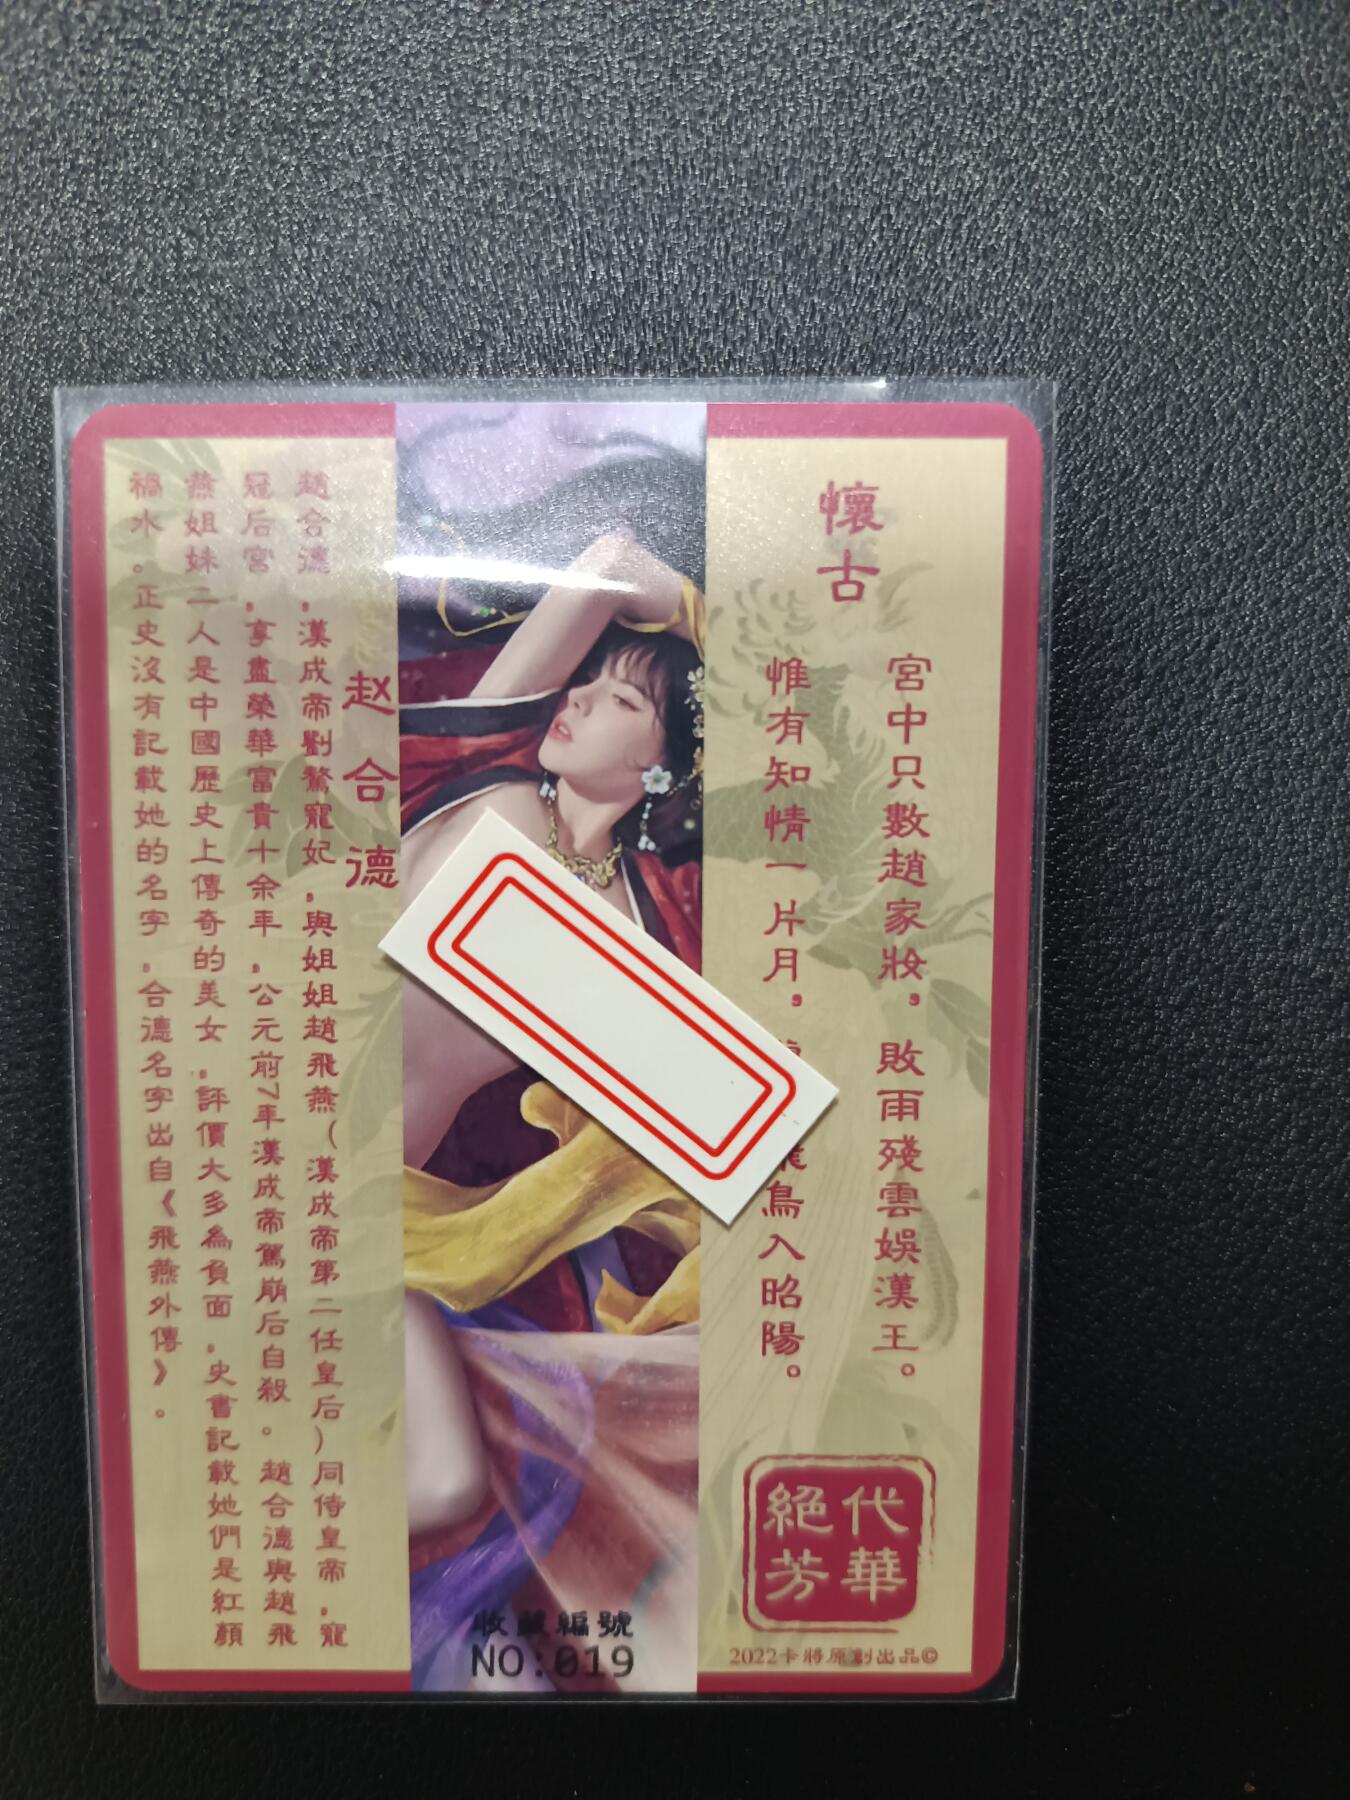 懷古
宮中只數趙家妝，敗雨殘雲娛漢王。
惟有知情一片月，
鳥入昭陽。
代華
絕芳
2022卡將原創出品©
赵合德
趙合德，漢成帝劉驁寵妃，與姐姐趙飛燕（漢成帝第二任皇后）同侍皇帝，寵
冠后宮，享盡榮華富貴十余年，公元前7年漢成帝駕崩后自殺。趙合德與趙飛
燕姐妹二人是中國歷史上傳奇的美女，評價大多為負面，史書記載她們是紅顏
禍水。正史沒有記載她的名字，合德名字出自《飛燕外傳》。
收藏編號
NO:019